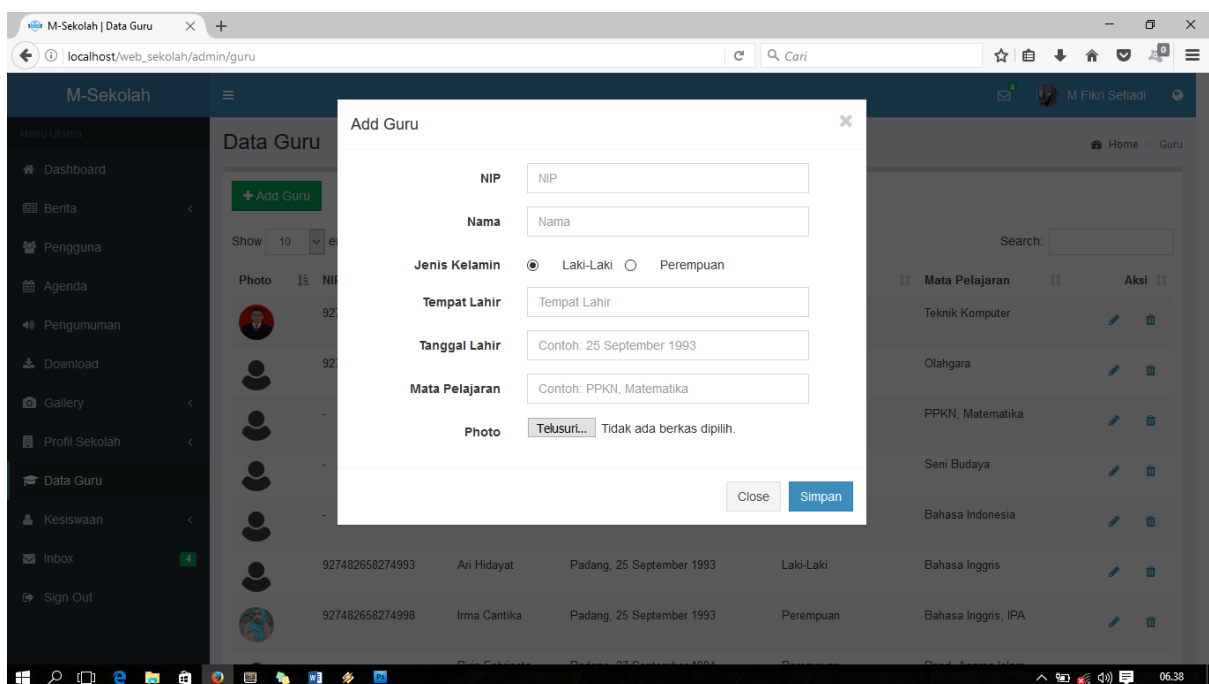 M-Sekolah | Data Guru
localhost/web_sekolah/admin/guru
Cari
0
M-Sekolah
4
M Fikri Setiadi
Menu Utama
Dashboard
Berita
Pengguna
Agenda
Pengumuman
Download
Gallery
Profil Sekolah
Data Guru
Kesiswaan
Inbox 4
Sign Out
Data Guru
Home > Guru
+ Add Guru
Show 10
Search:
Photo Mata Pelajaran Aksi
Teknik Komputer
Olahgara
- PPKN, Matematika
- Seni Budaya
- Bahasa Indonesia
927482658274993 Ari Hidayat Padang, 25 September 1993 Laki-Laki Bahasa Inggris
927482658274998 Irma Cantika Padang, 25 September 1993 Perempuan Bahasa Inggris, IPA
Add Guru
NIP NIP
Nama Nama
Jenis Kelamin Laki-Laki Perempuan
Tempat Lahir Tempat Lahir
Tanggal Lahir Contoh: 25 September 1993
Mata Pelajaran Contoh: PPKN, Matematika
Photo Telusuri... Tidak ada berkas dipilih.
Close Simpan
06.38